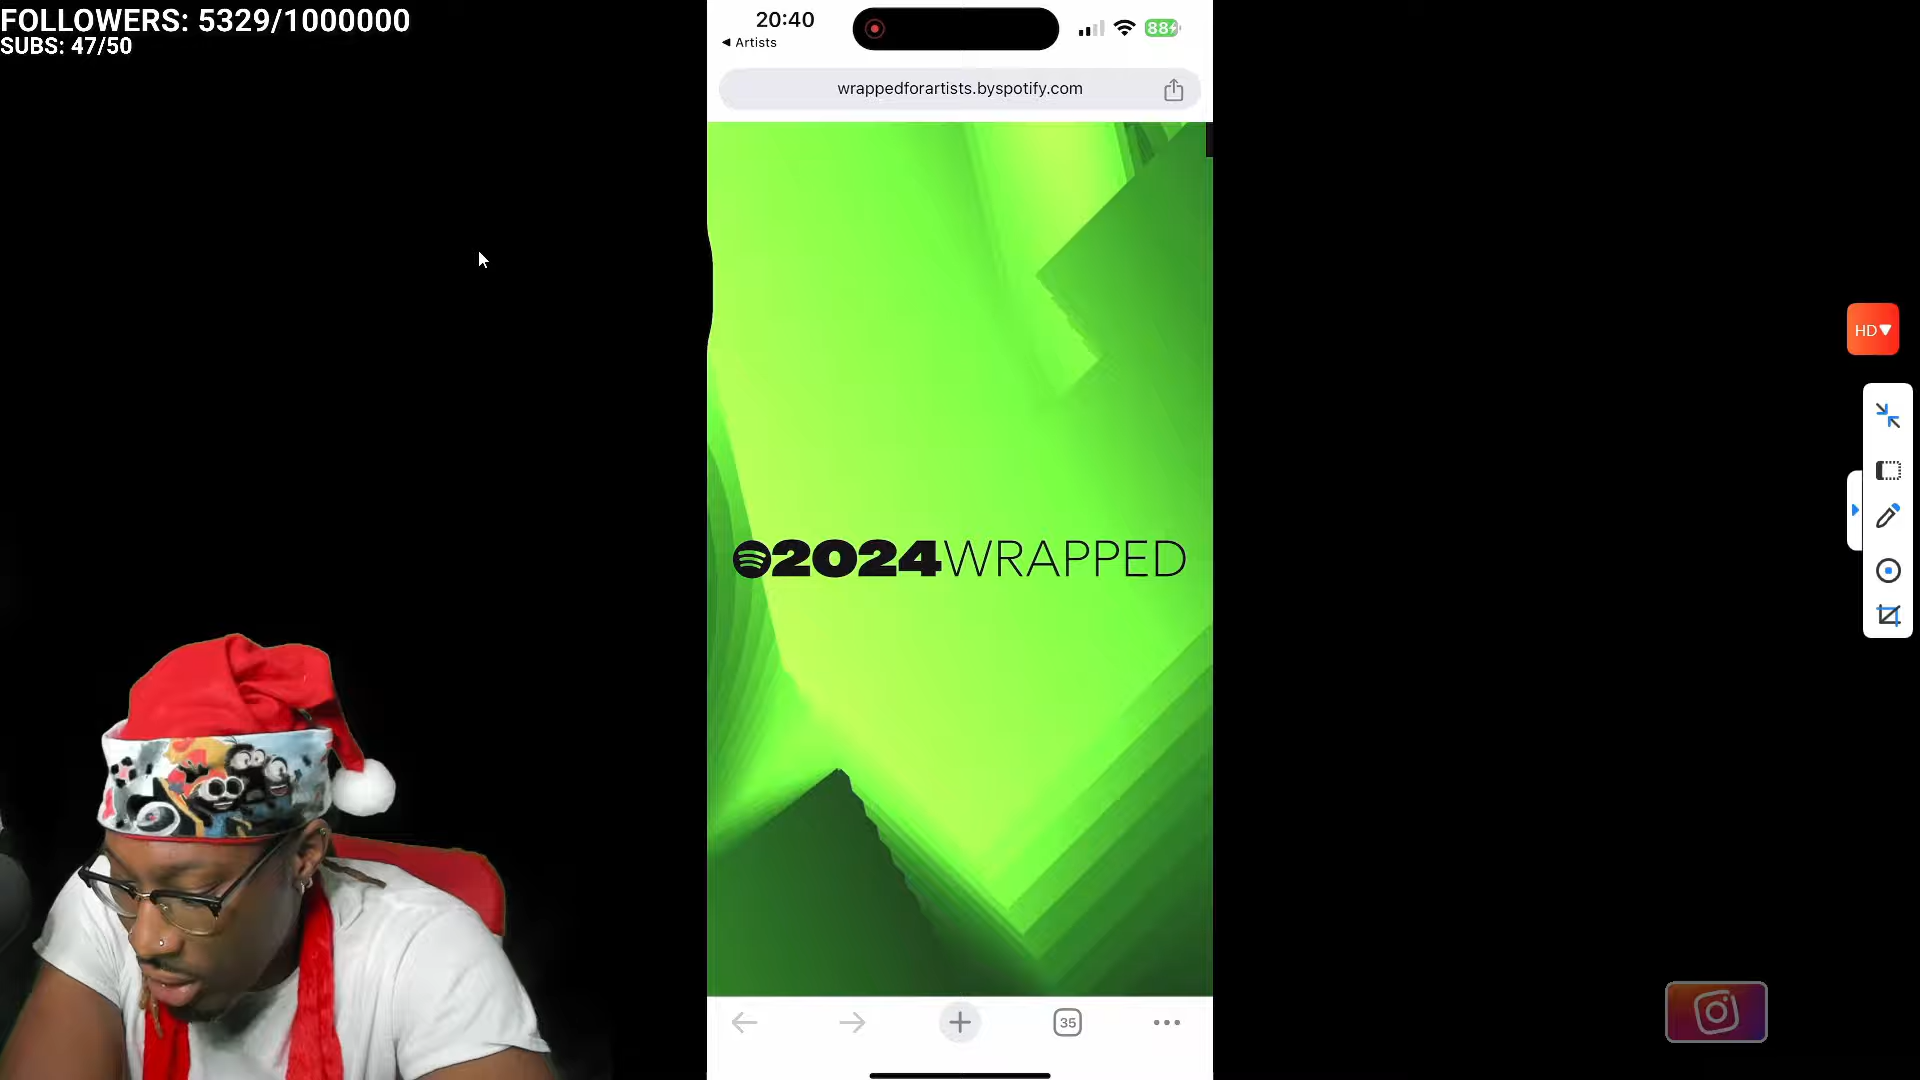 FOLLOWERS: 5329/1000000
SUBS: 47/50
20:40
88
◀ Artists
wrappedforartists.byspotify.com
2024WRAPPED
HD
35